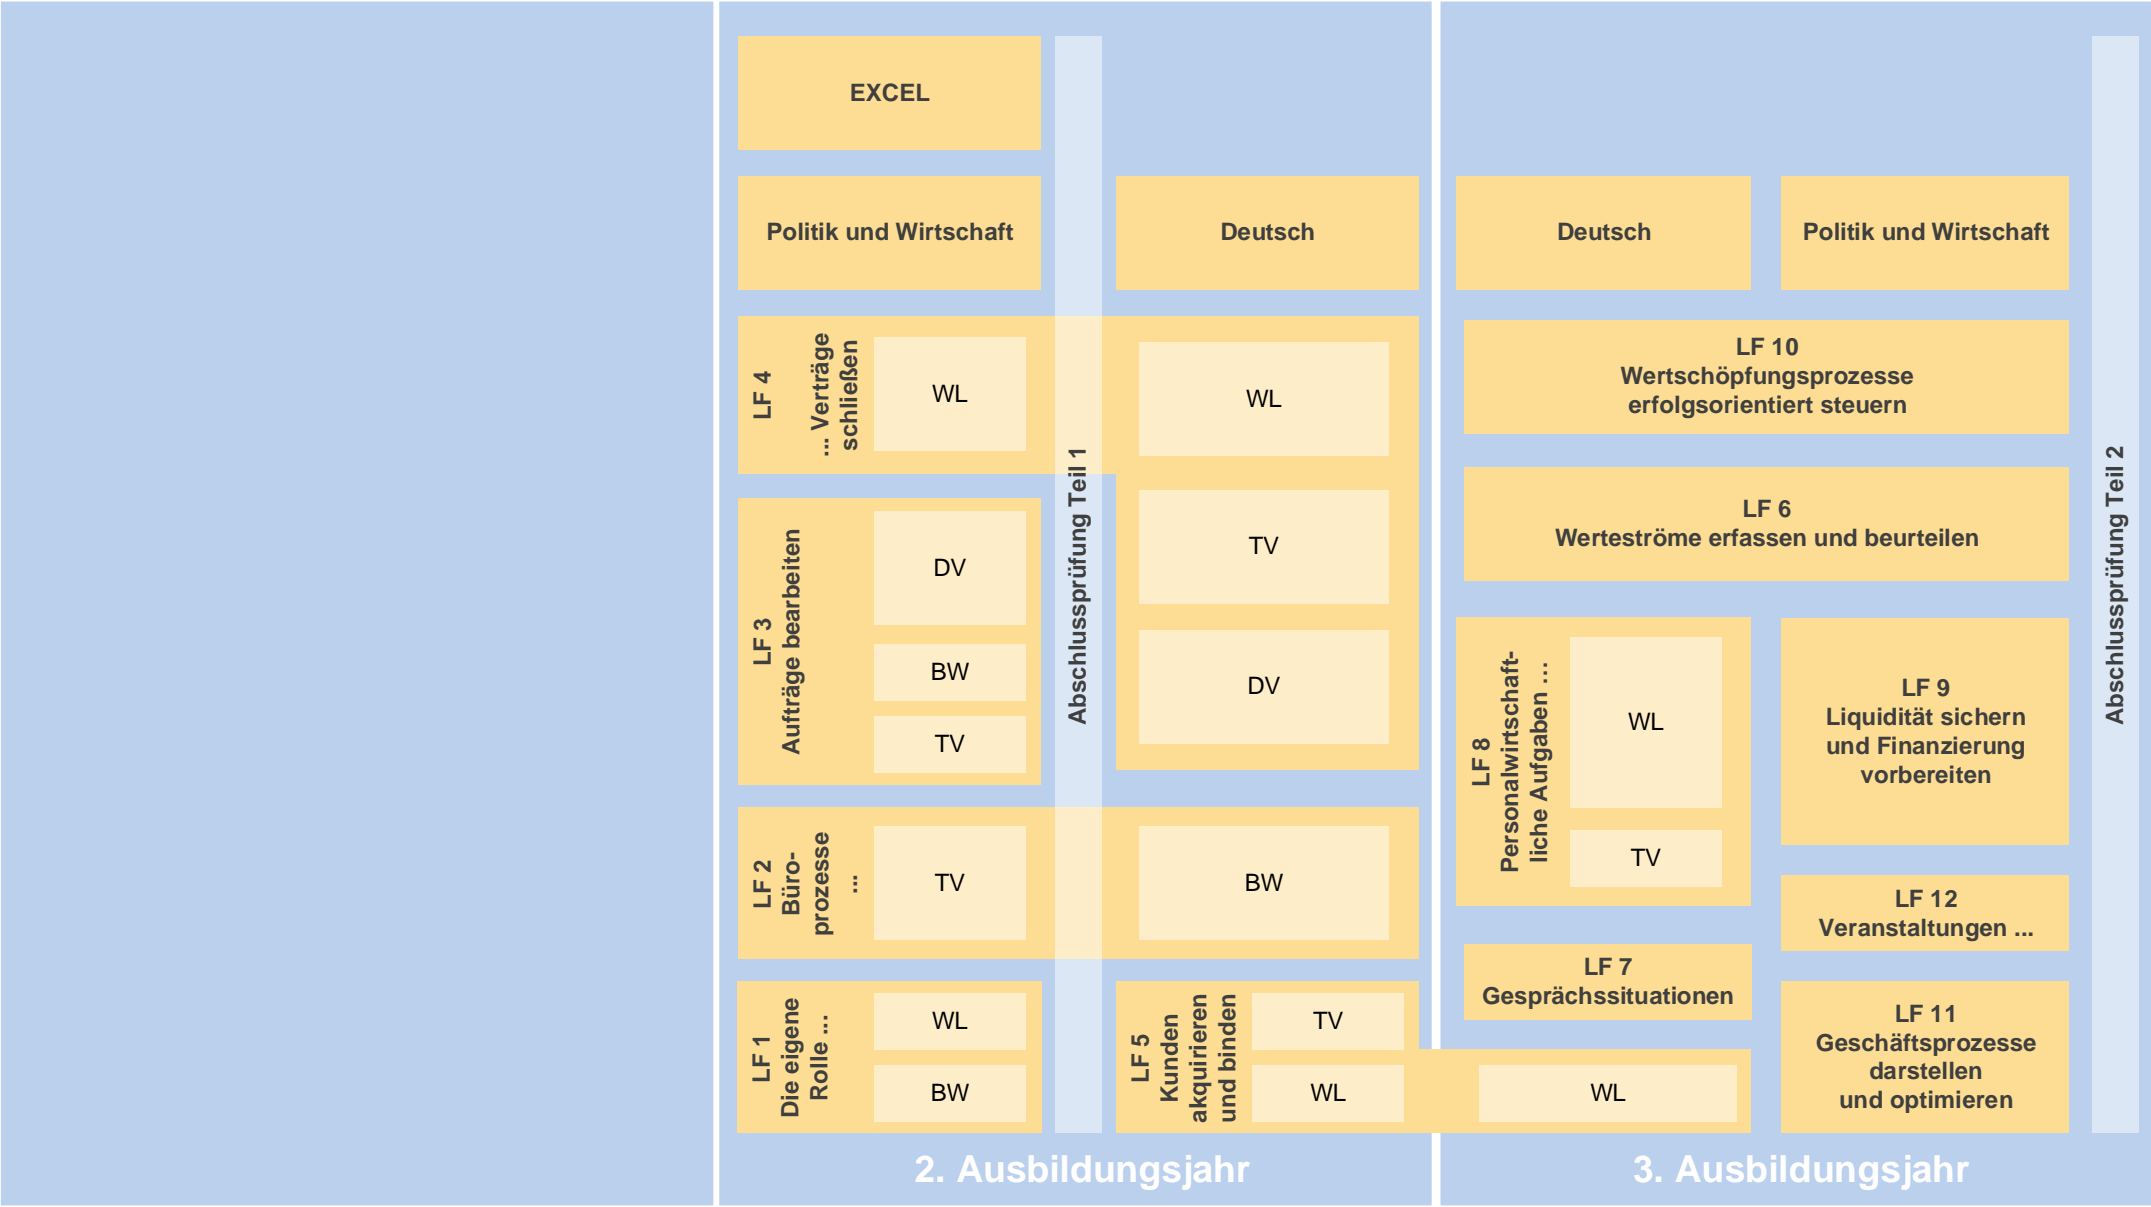 EXCEL
Politik und Wirtschaft
Deutsch
Deutsch
Politik und Wirtschaft
LF 4
... Verträge
schließen
WL
WL
TV
DV
LF 3
Aufträge bearbeiten
DV
BW
TV
LF 2
Büro-
prozesse
...
TV
BW
LF 1
Die eigene
Rolle ...
WL
BW
Abschlussprüfung Teil 1
LF 5
Kunden
akquirieren
und binden
TV
WL
WL
LF 10
Wertschöpfungsprozesse
erfolgsorientiert steuern
LF 6
Werteströme erfassen und beurteilen
LF 8
Personalwirtschaft-
liche Aufgaben ...
WL
TV
LF 9
Liquidität sichern
und Finanzierung
vorbereiten
LF 12
Veranstaltungen ...
LF 7
Gesprächssituationen
LF 11
Geschäftsprozesse
darstellen
und optimieren
Abschlussprüfung Teil 2
2. Ausbildungsjahr
3. Ausbildungsjahr